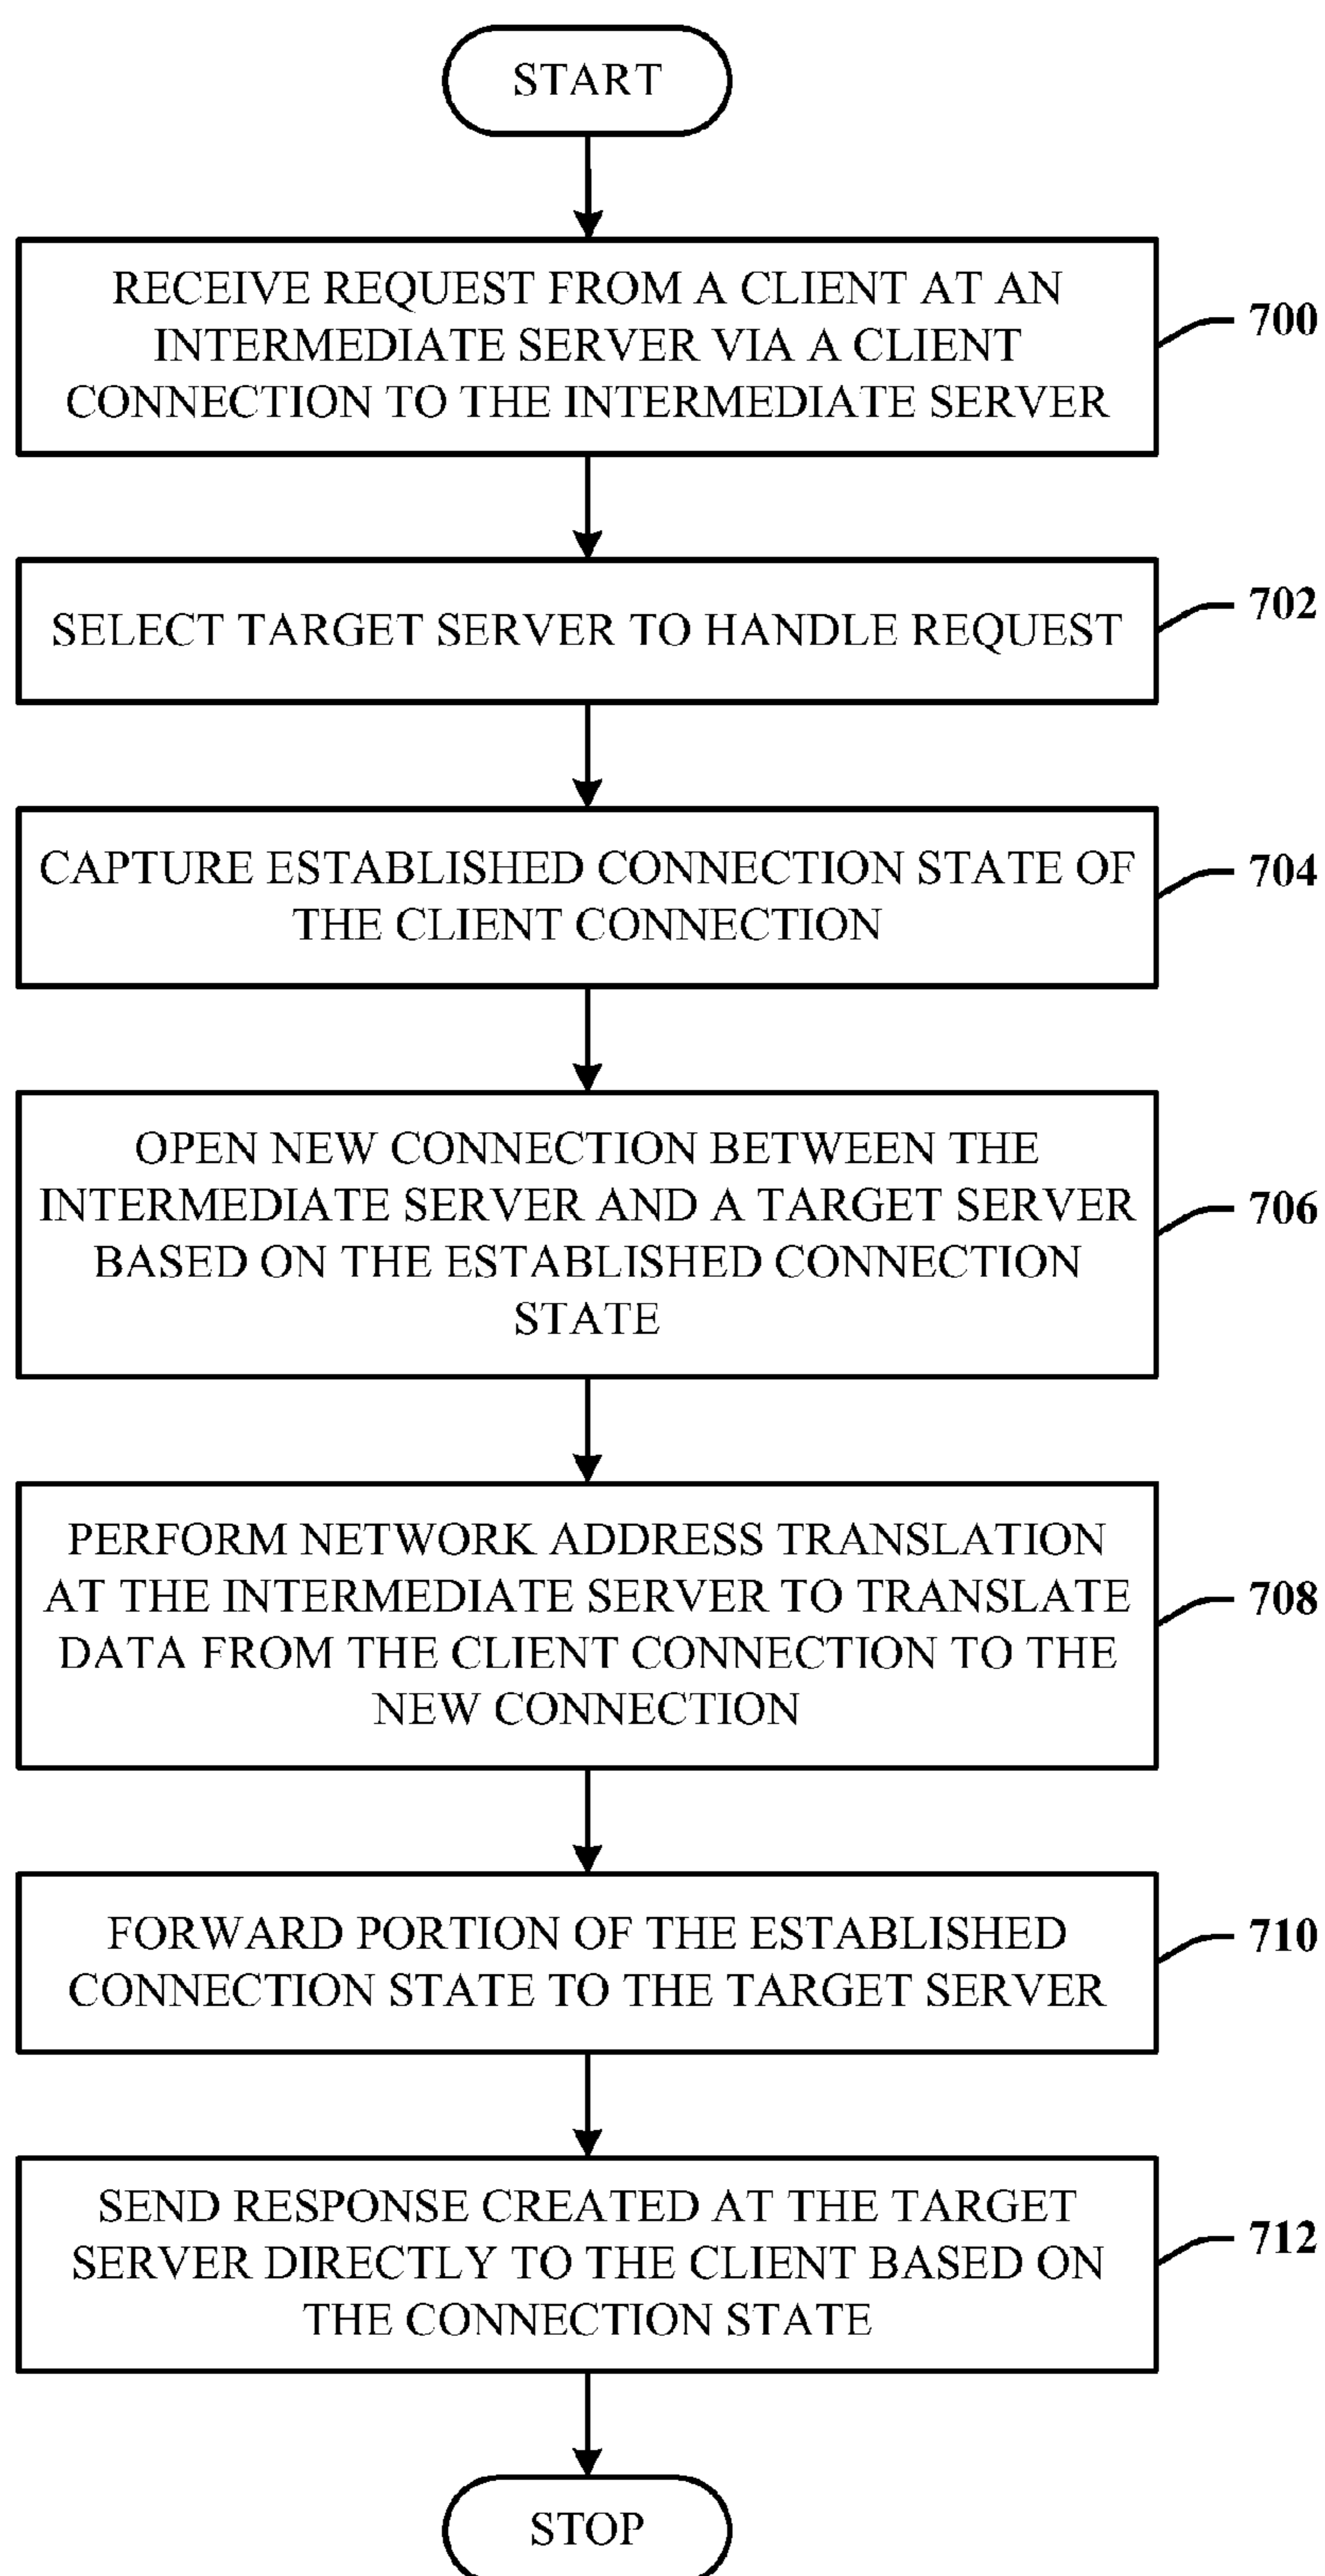 START
RECEIVE REQUEST FROM A CLIENT AT AN
INTERMEDIATE SERVER VIA A CLIENT
CONNECTION TO THE INTERMEDIATE SERVER
700
SELECT TARGET SERVER TO HANDLE REQUEST
702
CAPTURE ESTABLISHED CONNECTION STATE OF
THE CLIENT CONNECTION
704
OPEN NEW CONNECTION BETWEEN THE
INTERMEDIATE SERVER AND A TARGET SERVER
BASED ON THE ESTABLISHED CONNECTION
STATE
706
PERFORM NETWORK ADDRESS TRANSLATION
AT THE INTERMEDIATE SERVER TO TRANSLATE
DATA FROM THE CLIENT CONNECTION TO THE
NEW CONNECTION
708
FORWARD PORTION OF THE ESTABLISHED
CONNECTION STATE TO THE TARGET SERVER
710
SEND RESPONSE CREATED AT THE TARGET
SERVER DIRECTLY TO THE CLIENT BASED ON
THE CONNECTION STATE
712
STOP